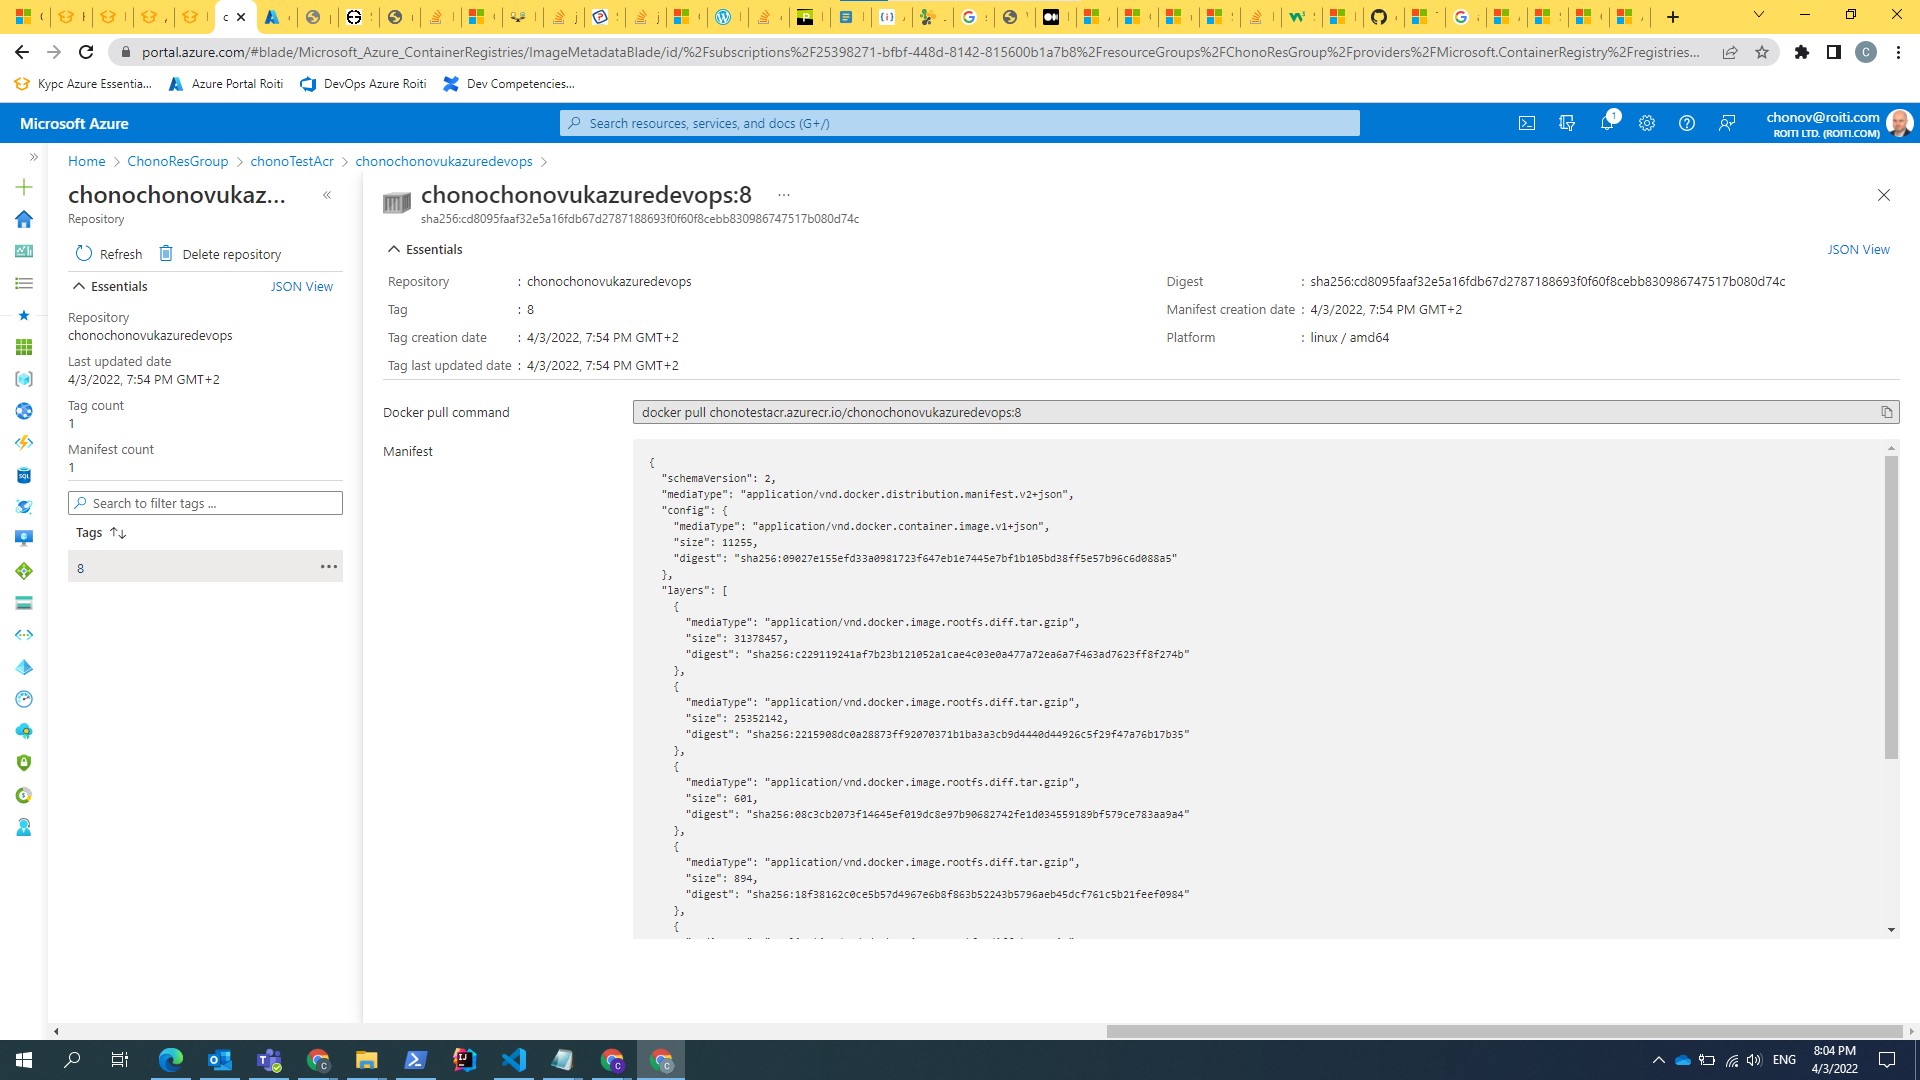 portal.azure.com/#blade/Microsoft_Azure_ContainerRegistries/ImageMetadataBlade/id/%2Fsubscriptions%2F25398271-bfbf-448d-8142-815600b1a7b8%2FresourceGroups%2FChonoResGroup%2Fproviders%2FMicrosoft.ContainerRegistry%2Fregistries...
Курс Azure Essentia... Azure Portal Roiti DevOps Azure Roiti Dev Competencies...
Microsoft Azure
Search resources, services, and docs (G+/)
1
chonov@roiti.com
ROITI LTD. (ROITI.COM)
Home > ChonoResGroup > chonoTestAcr > chonochonovukazuredevops >
chonochonovukaz...
Repository
Refresh Delete repository
Essentials JSON View
Repository
chonochonovukazuredevops
Last updated date
4/3/2022, 7:54 PM GMT+2
Tag count
1
Manifest count
1
Search to filter tags ...
Tags
8
chonochonovukazuredevops:8
sha256:cd8095faaf32e5a16fdb67d2787188693f0f60f8cebb830986747517b080d74c
Essentials JSON View
Repository : chonochonovukazuredevops
Tag : 8
Tag creation date : 4/3/2022, 7:54 PM GMT+2
Tag last updated date : 4/3/2022, 7:54 PM GMT+2
Digest : sha256:cd8095faaf32e5a16fdb67d2787188693f0f60f8cebb830986747517b080d74c
Manifest creation date : 4/3/2022, 7:54 PM GMT+2
Platform : linux / amd64
Docker pull command docker pull chonotestacr.azurecr.io/chonochonovukazuredevops:8
Manifest
{
"schemaVersion": 2,
"mediaType": "application/vnd.docker.distribution.manifest.v2+json",
"config": {
"mediaType": "application/vnd.docker.container.image.v1+json",
"size": 11255,
"digest": "sha256:09027e155efd33a0981723f647eb1e7445e7bf1b105bd38ff5e57b96c6d088a5"
},
"layers": [
{
"mediaType": "application/vnd.docker.image.rootfs.diff.tar.gzip",
"size": 31378457,
"digest": "sha256:c229119241af7b23b121052a1cae4c03e0a477a72ea6a7f463ad7623ff8f274b"
},
{
"mediaType": "application/vnd.docker.image.rootfs.diff.tar.gzip",
"size": 25352142,
"digest": "sha256:2215908dc0a28873ff92070371b1ba3a3cb9d4440d44926c5f29f47a76b17b35"
},
{
"mediaType": "application/vnd.docker.image.rootfs.diff.tar.gzip",
"size": 601,
"digest": "sha256:08c3cb2073f14645ef019dc8e97b90682742fe1d034559189bf579ce783aa9a4"
},
{
"mediaType": "application/vnd.docker.image.rootfs.diff.tar.gzip",
"size": 894,
"digest": "sha256:18f38162c0ce5b57d4967e6b8f863b52243b5796aeb45dcf761c5b21feef0984"
},
{
ENG
8:04 PM
4/3/2022